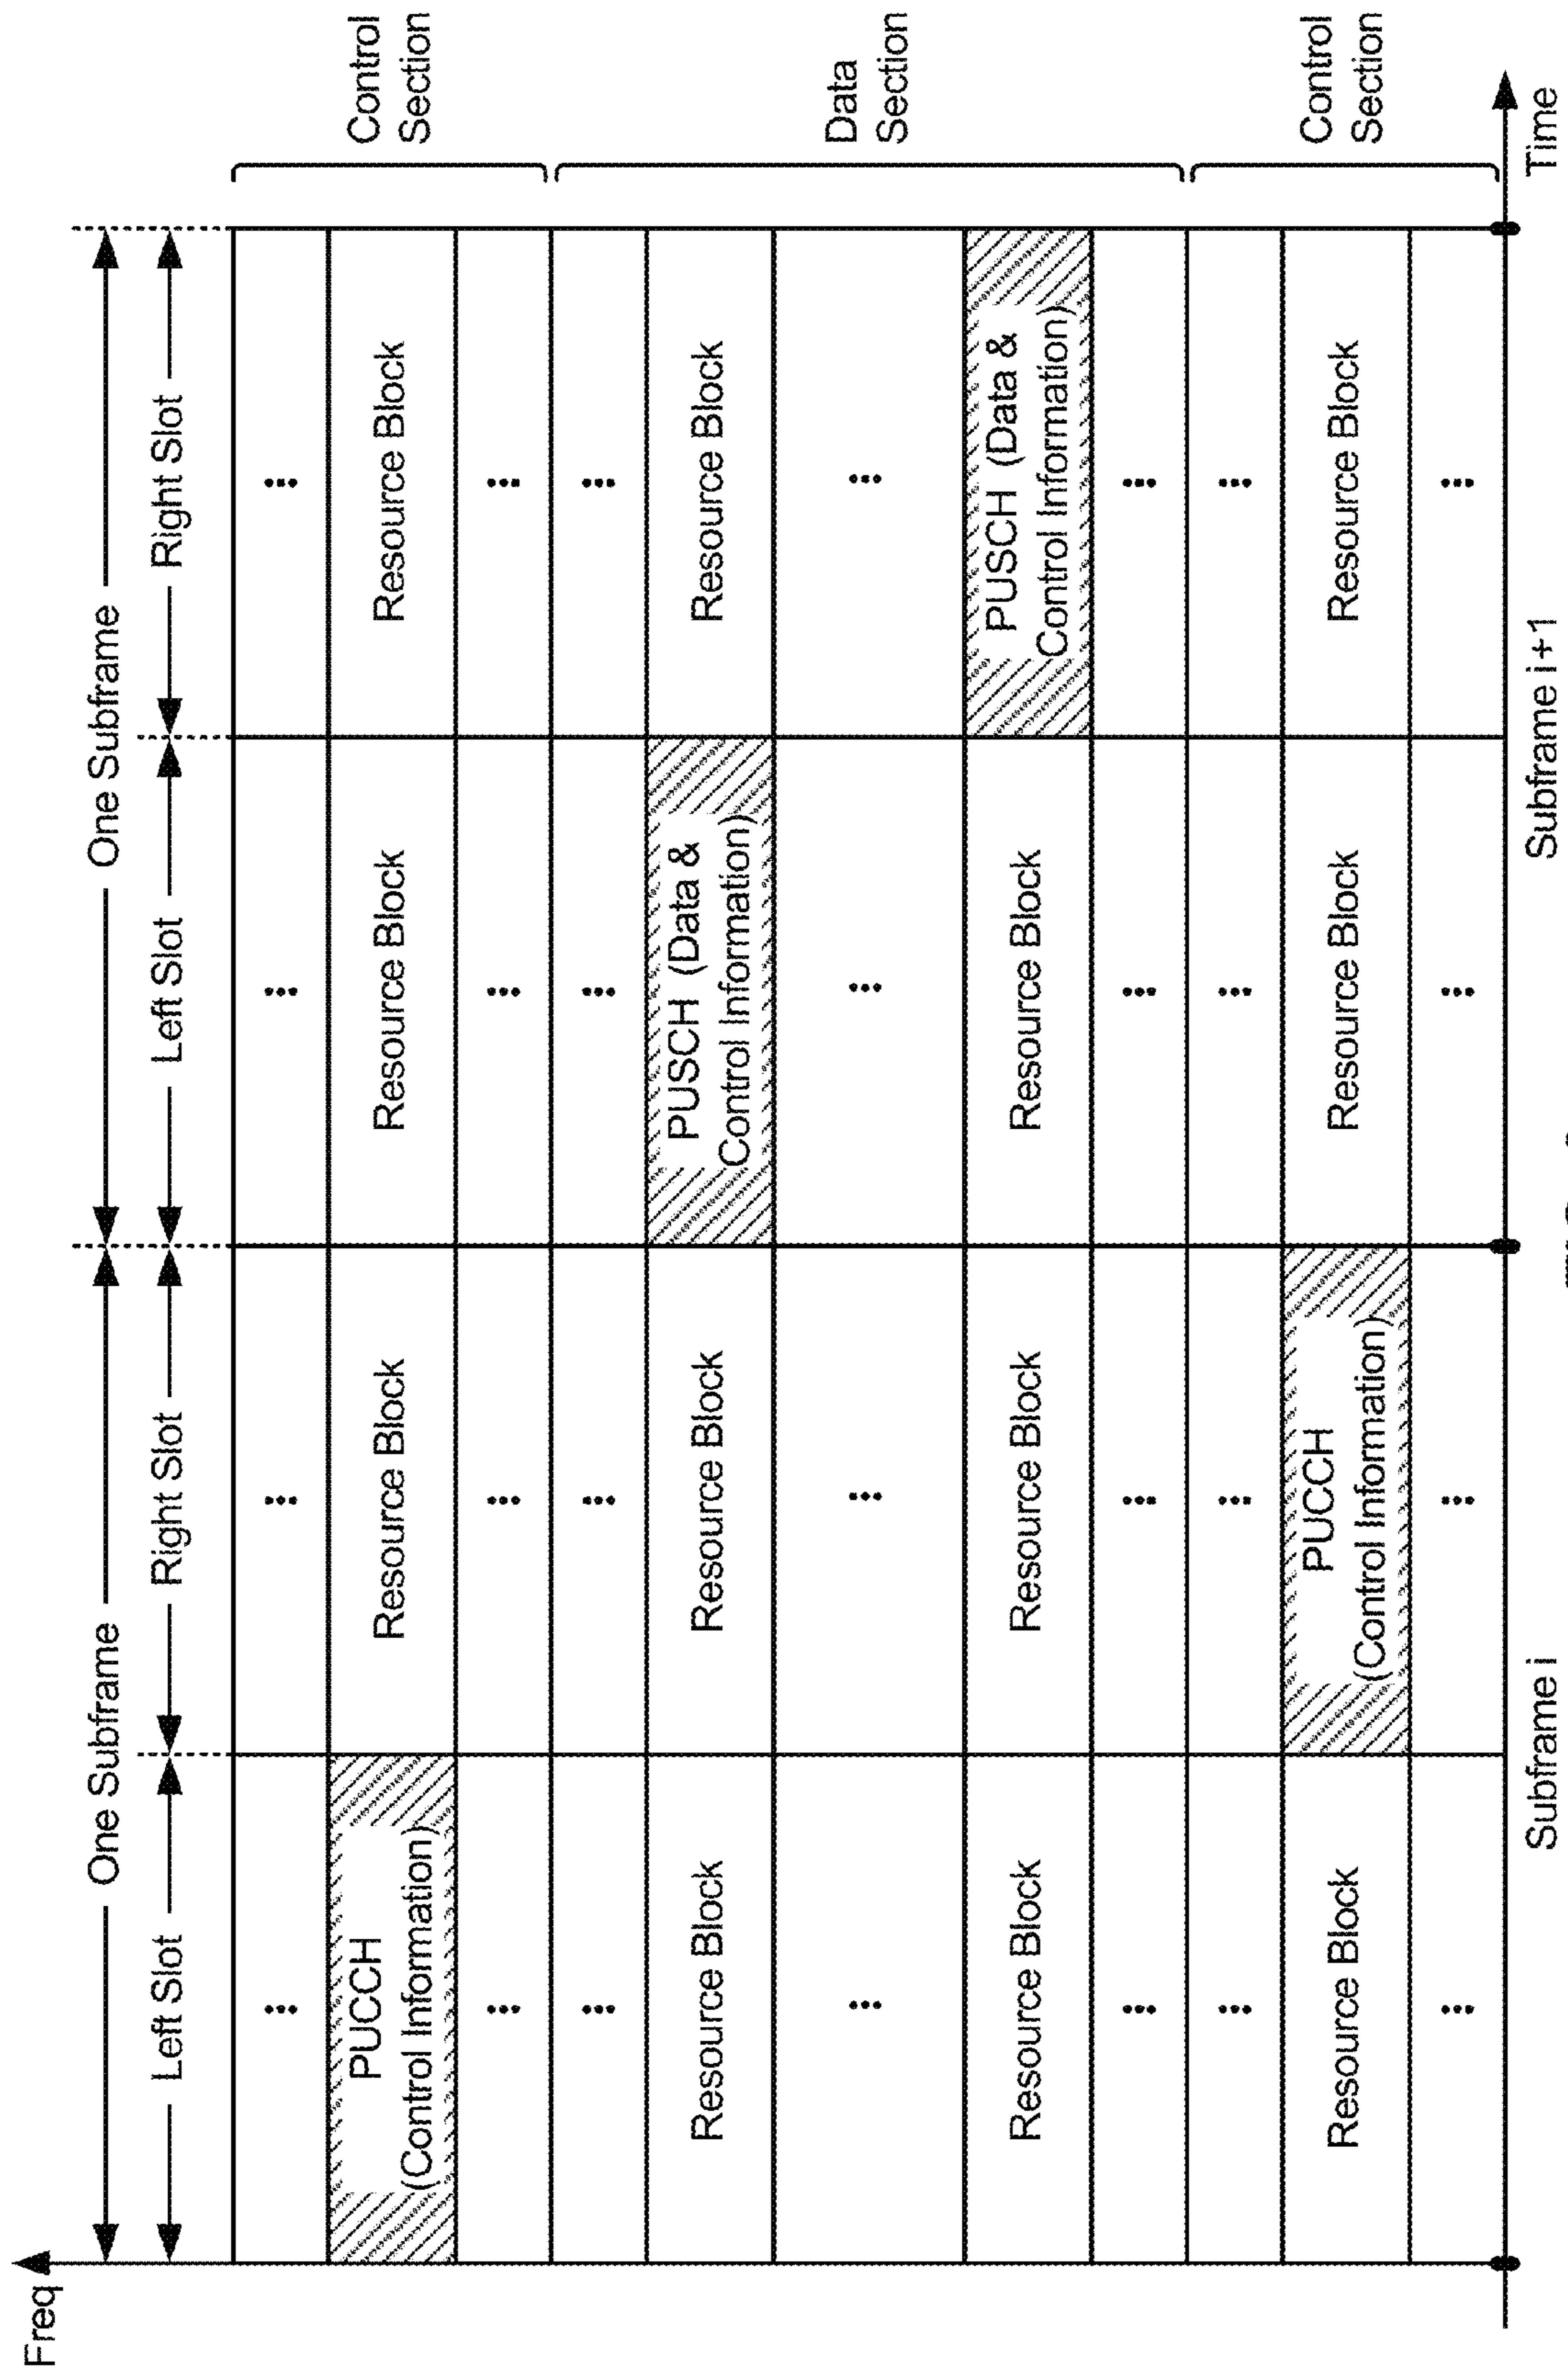 Freq
One Subframe
One Subframe
Left Slot
Right Slot
Left Slot
Right Slot
PUCCH
(Control Information)
Resource Block
Resource Block
Resource Block
Control
Section
Resource Block
Resource Block
PUSCH (Data &
Control Information)
Resource Block
Data
Section
Resource Block
Resource Block
Resource Block
PUSCH (Data &
Control Information)
Resource Block
PUCCH
(Control Information)
Resource Block
Resource Block
Control
Section
Subframe i
Subframe i+1
Time